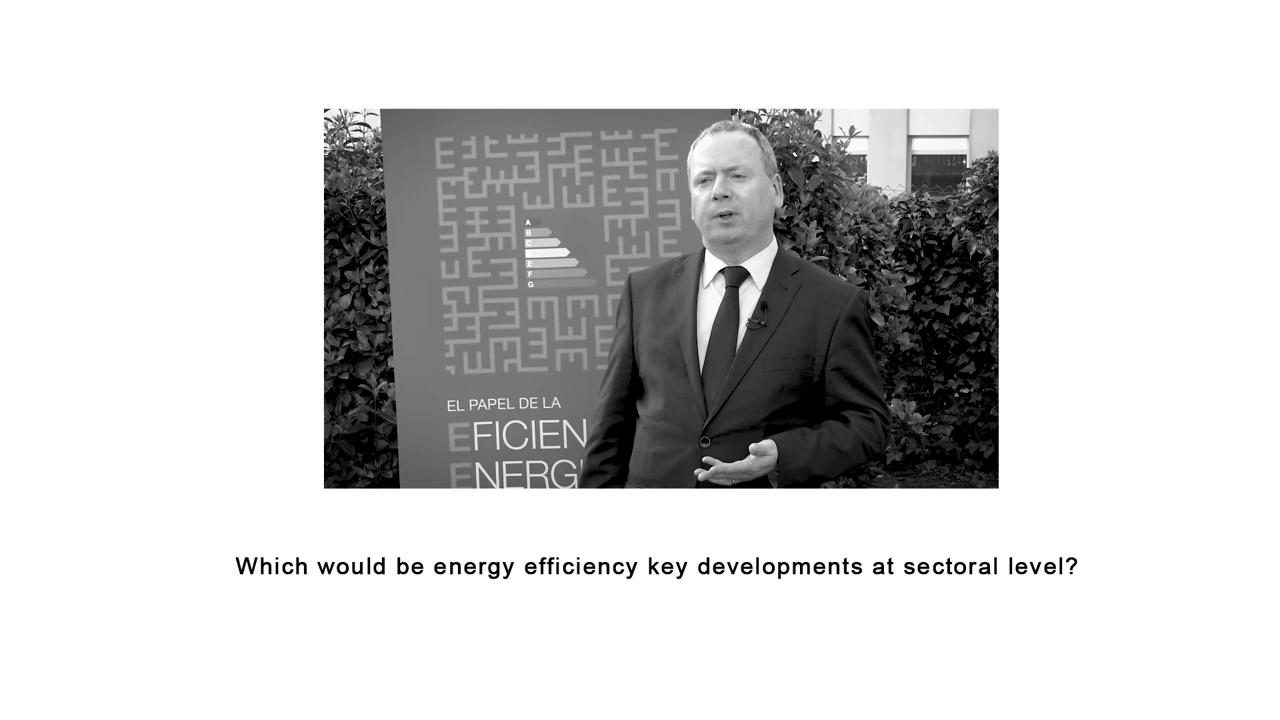 A
B
C
E
F
G
EL PAPEL DE LA
EFICIEN
ENERG
Which would be energy efficiency key developments at sectoral level?